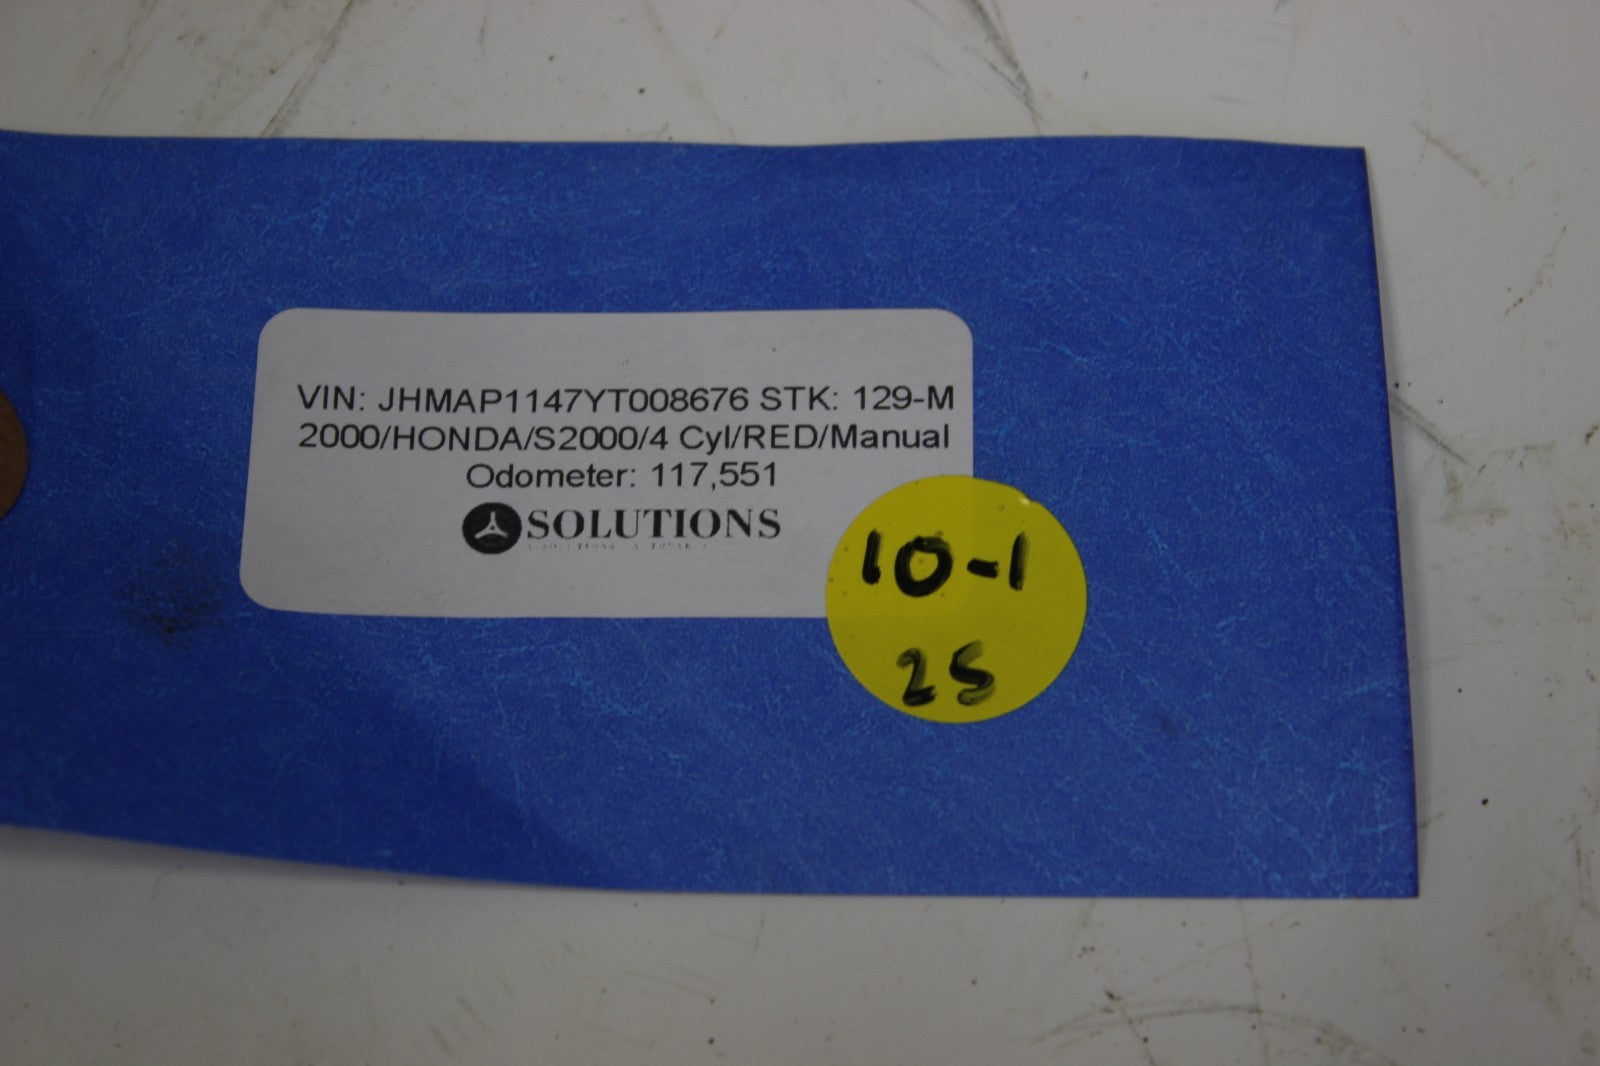 VIN: JHMAP1147YT008676 STK: 129-M
2000/HONDA/S2000/4 Cyl/RED/Manual
Odometer: 117,551
SOLUTIONS
10-1
25